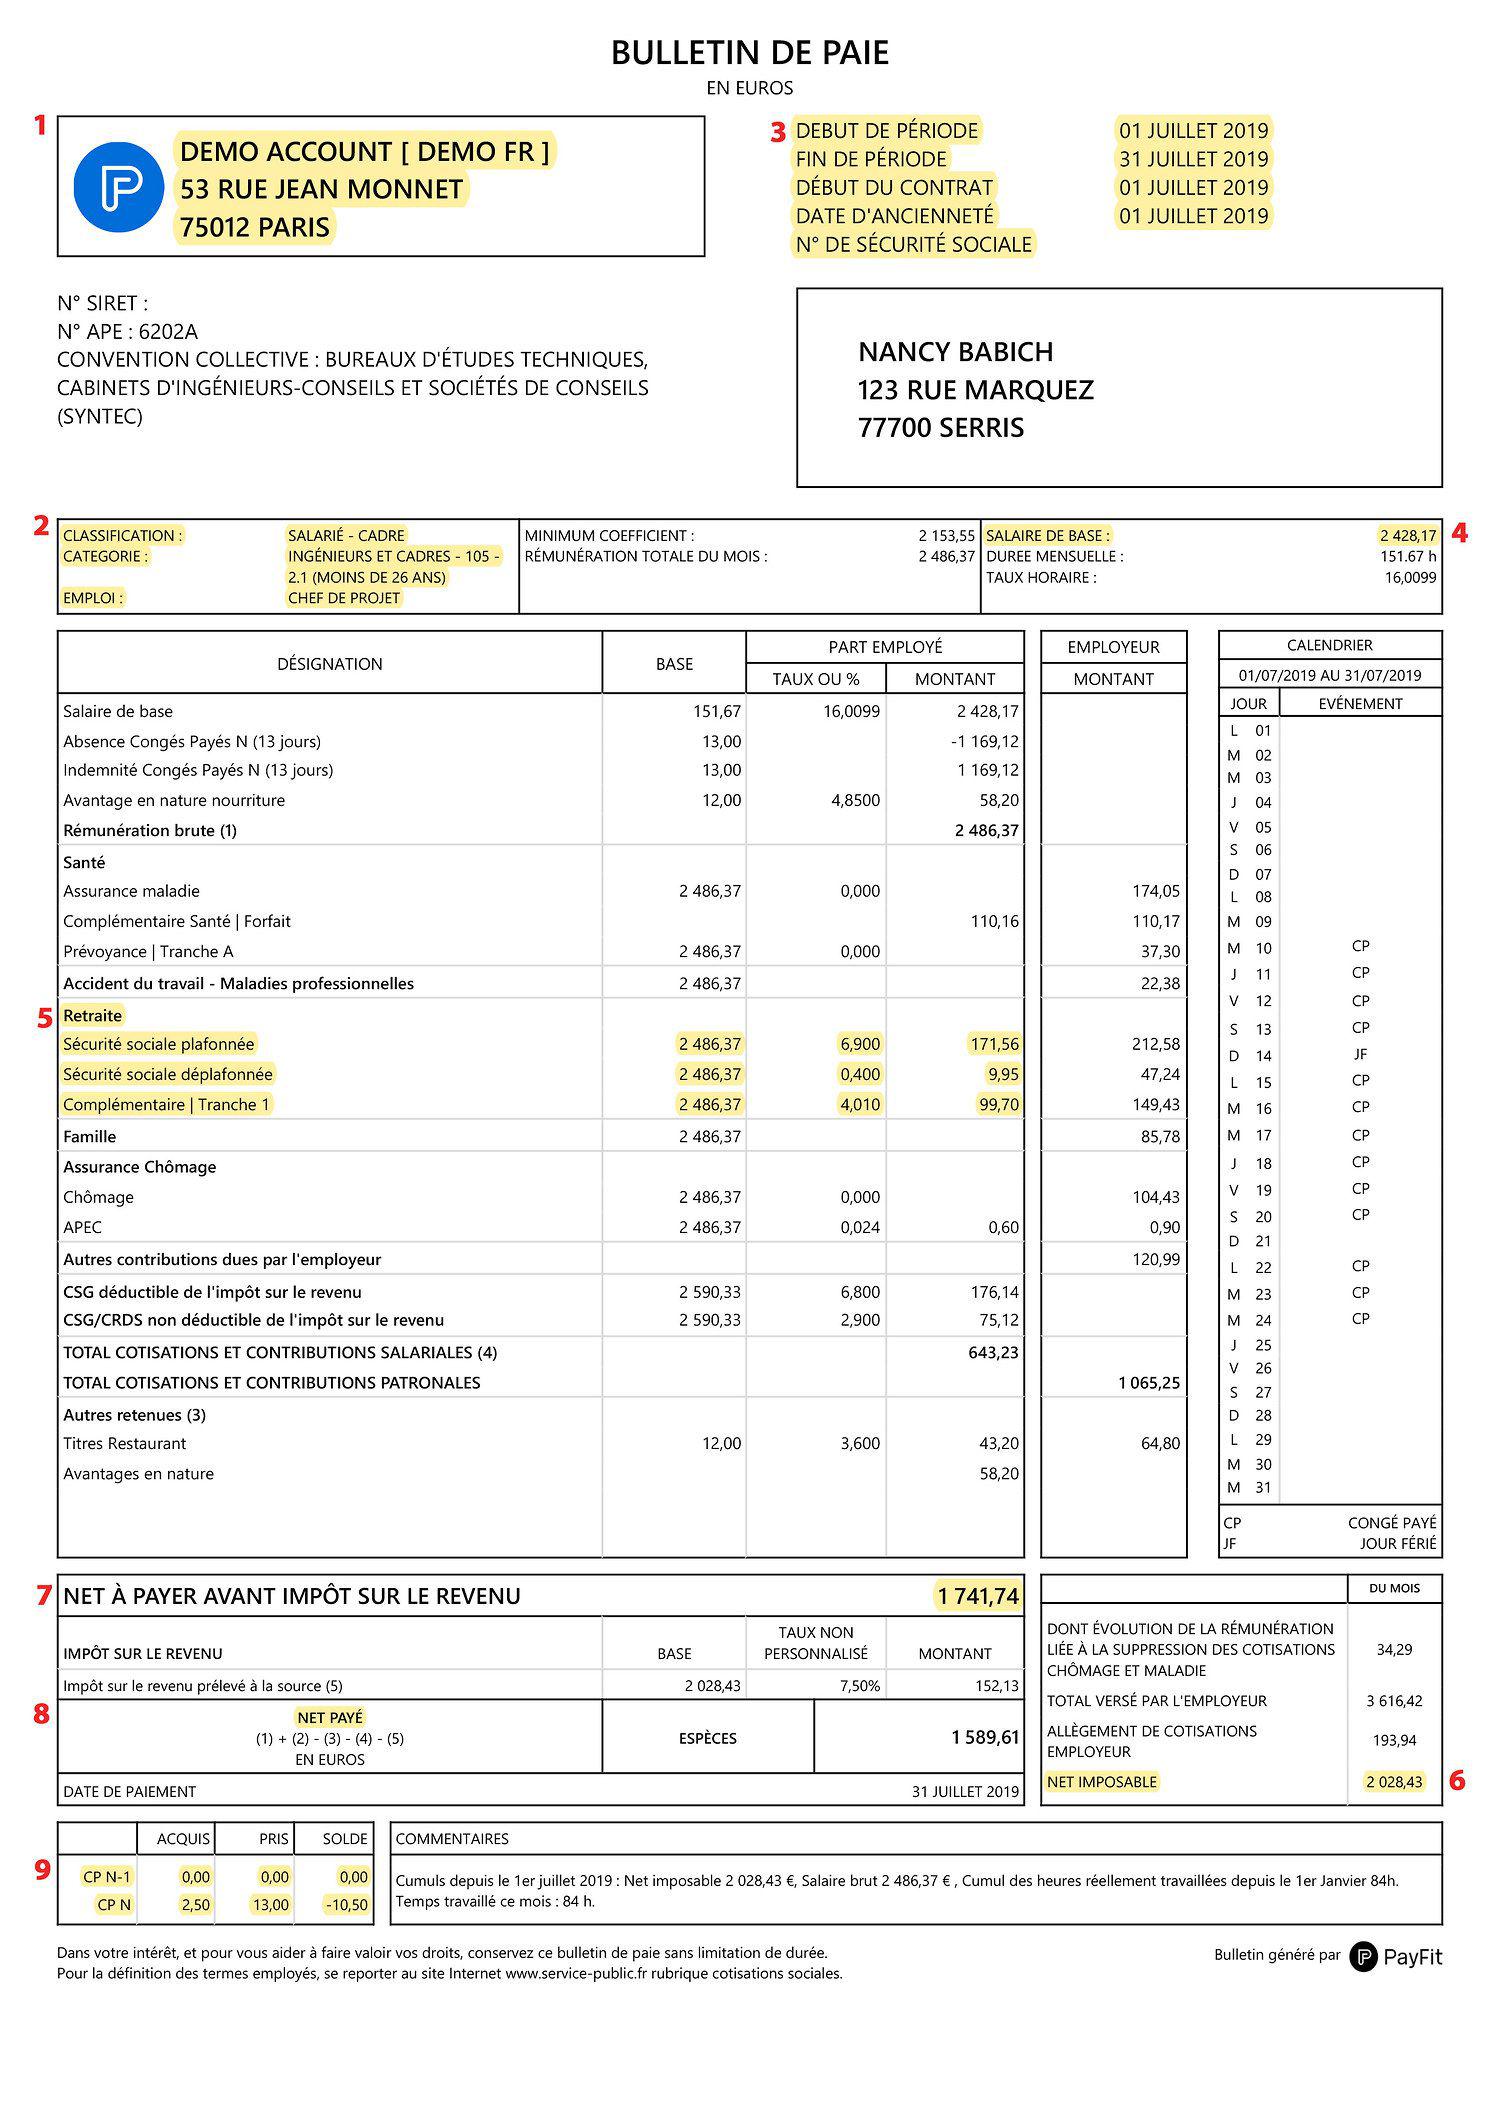 BULLETIN DE PAIE
EN EUROS
1
DEMO ACCOUNT [ DEMO FR ]
53 RUE JEAN MONNET
75012 PARIS
3 DEBUT DE PÉRIODE 01 JUILLET 2019
FIN DE PÉRIODE 31 JUILLET 2019
DÉBUT DU CONTRAT 01 JUILLET 2019
DATE D'ANCIENNETÉ 01 JUILLET 2019
N° DE SÉCURITÉ SOCIALE
N° SIRET :
N° APE : 6202A
CONVENTION COLLECTIVE : BUREAUX D'ÉTUDES TECHNIQUES,
CABINETS D'INGÉNIEURS-CONSEILS ET SOCIÉTÉS DE CONSEILS
(SYNTEC)
NANCY BABICH
123 RUE MARQUEZ
77700 SERRIS
2
CLASSIFICATION : SALARIÉ - CADRE
CATEGORIE : INGÉNIEURS ET CADRES - 105 -
2.1 (MOINS DE 26 ANS)
EMPLOI : CHEF DE PROJET
MINIMUM COEFFICIENT : 2 153,55
RÉMUNÉRATION TOTALE DU MOIS : 2 486,37
SALAIRE DE BASE : 2 428,17 4
DUREE MENSUELLE : 151.67 h
TAUX HORAIRE : 16,0099
DÉSIGNATION BASE PART EMPLOYÉ EMPLOYEUR
TAUX OU % MONTANT MONTANT
Salaire de base 151,67 16,0099 2 428,17
Absence Congés Payés N (13 jours) 13,00 -1 169,12
Indemnité Congés Payés N (13 jours) 13,00 1 169,12
Avantage en nature nourriture 12,00 4,8500 58,20
Rémunération brute (1) 2 486,37
Santé
Assurance maladie 2 486,37 0,000 174,05
Complémentaire Santé | Forfait 110,16 110,17
Prévoyance | Tranche A 2 486,37 0,000 37,30
Accident du travail - Maladies professionnelles 2 486,37 22,38
5 Retraite
Sécurité sociale plafonnée 2 486,37 6,900 171,56 212,58
Sécurité sociale déplafonnée 2 486,37 0,400 9,95 47,24
Complémentaire | Tranche 1 2 486,37 4,010 99,70 149,43
Famille 2 486,37 85,78
Assurance Chômage
Chômage 2 486,37 0,000 104,43
APEC 2 486,37 0,024 0,60 0,90
Autres contributions dues par l'employeur 120,99
CSG déductible de l'impôt sur le revenu 2 590,33 6,800 176,14
CSG/CRDS non déductible de l'impôt sur le revenu 2 590,33 2,900 75,12
TOTAL COTISATIONS ET CONTRIBUTIONS SALARIALES (4) 643,23
TOTAL COTISATIONS ET CONTRIBUTIONS PATRONALES 1 065,25
Autres retenues (3)
Titres Restaurant 12,00 3,600 43,20 64,80
Avantages en nature 58,20
CALENDRIER
01/07/2019 AU 31/07/2019
JOUR EVÉNEMENT
L 01
M 02
M 03
J 04
V 05
S 06
D 07
L 08
M 09
M 10 CP
J 11 CP
V 12 CP
S 13 CP
D 14 JF
L 15 CP
M 16 CP
M 17 CP
J 18 CP
V 19 CP
S 20 CP
D 21
L 22 CP
M 23 CP
M 24 CP
J 25
V 26
S 27
D 28
L 29
M 30
M 31
CP CONGÉ PAYÉ
JF JOUR FÉRIÉ
7 NET À PAYER AVANT IMPÔT SUR LE REVENU 1 741,74
IMPÔT SUR LE REVENU BASE TAUX NON PERSONNALISÉ MONTANT
Impôt sur le revenu prélevé à la source (5) 2 028,43 7,50% 152,13
8 NET PAYÉ
(1) + (2) - (3) - (4) - (5) ESPÈCES 1 589,61
EN EUROS
DATE DE PAIEMENT 31 JUILLET 2019
DU MOIS
DONT ÉVOLUTION DE LA RÉMUNÉRATION
LIÉE À LA SUPPRESSION DES COTISATIONS 34,29
CHÔMAGE ET MALADIE
TOTAL VERSÉ PAR L'EMPLOYEUR 3 616,42
ALLÈGEMENT DE COTISATIONS 193,94
EMPLOYEUR
NET IMPOSABLE 2 028,43 6
ACQUIS PRIS SOLDE
9 CP N-1 0,00 0,00 0,00
CP N 2,50 13,00 -10,50
COMMENTAIRES
Cumuls depuis le 1er juillet 2019 : Net imposable 2 028,43 €, Salaire brut 2 486,37 € , Cumul des heures réellement travaillées depuis le 1er Janvier 84h.
Temps travaillé ce mois : 84 h.
Dans votre intérêt, et pour vous aider à faire valoir vos droits, conservez ce bulletin de paie sans limitation de durée.
Pour la définition des termes employés, se reporter au site Internet www.service-public.fr rubrique cotisations sociales.
Bulletin généré par PayFit